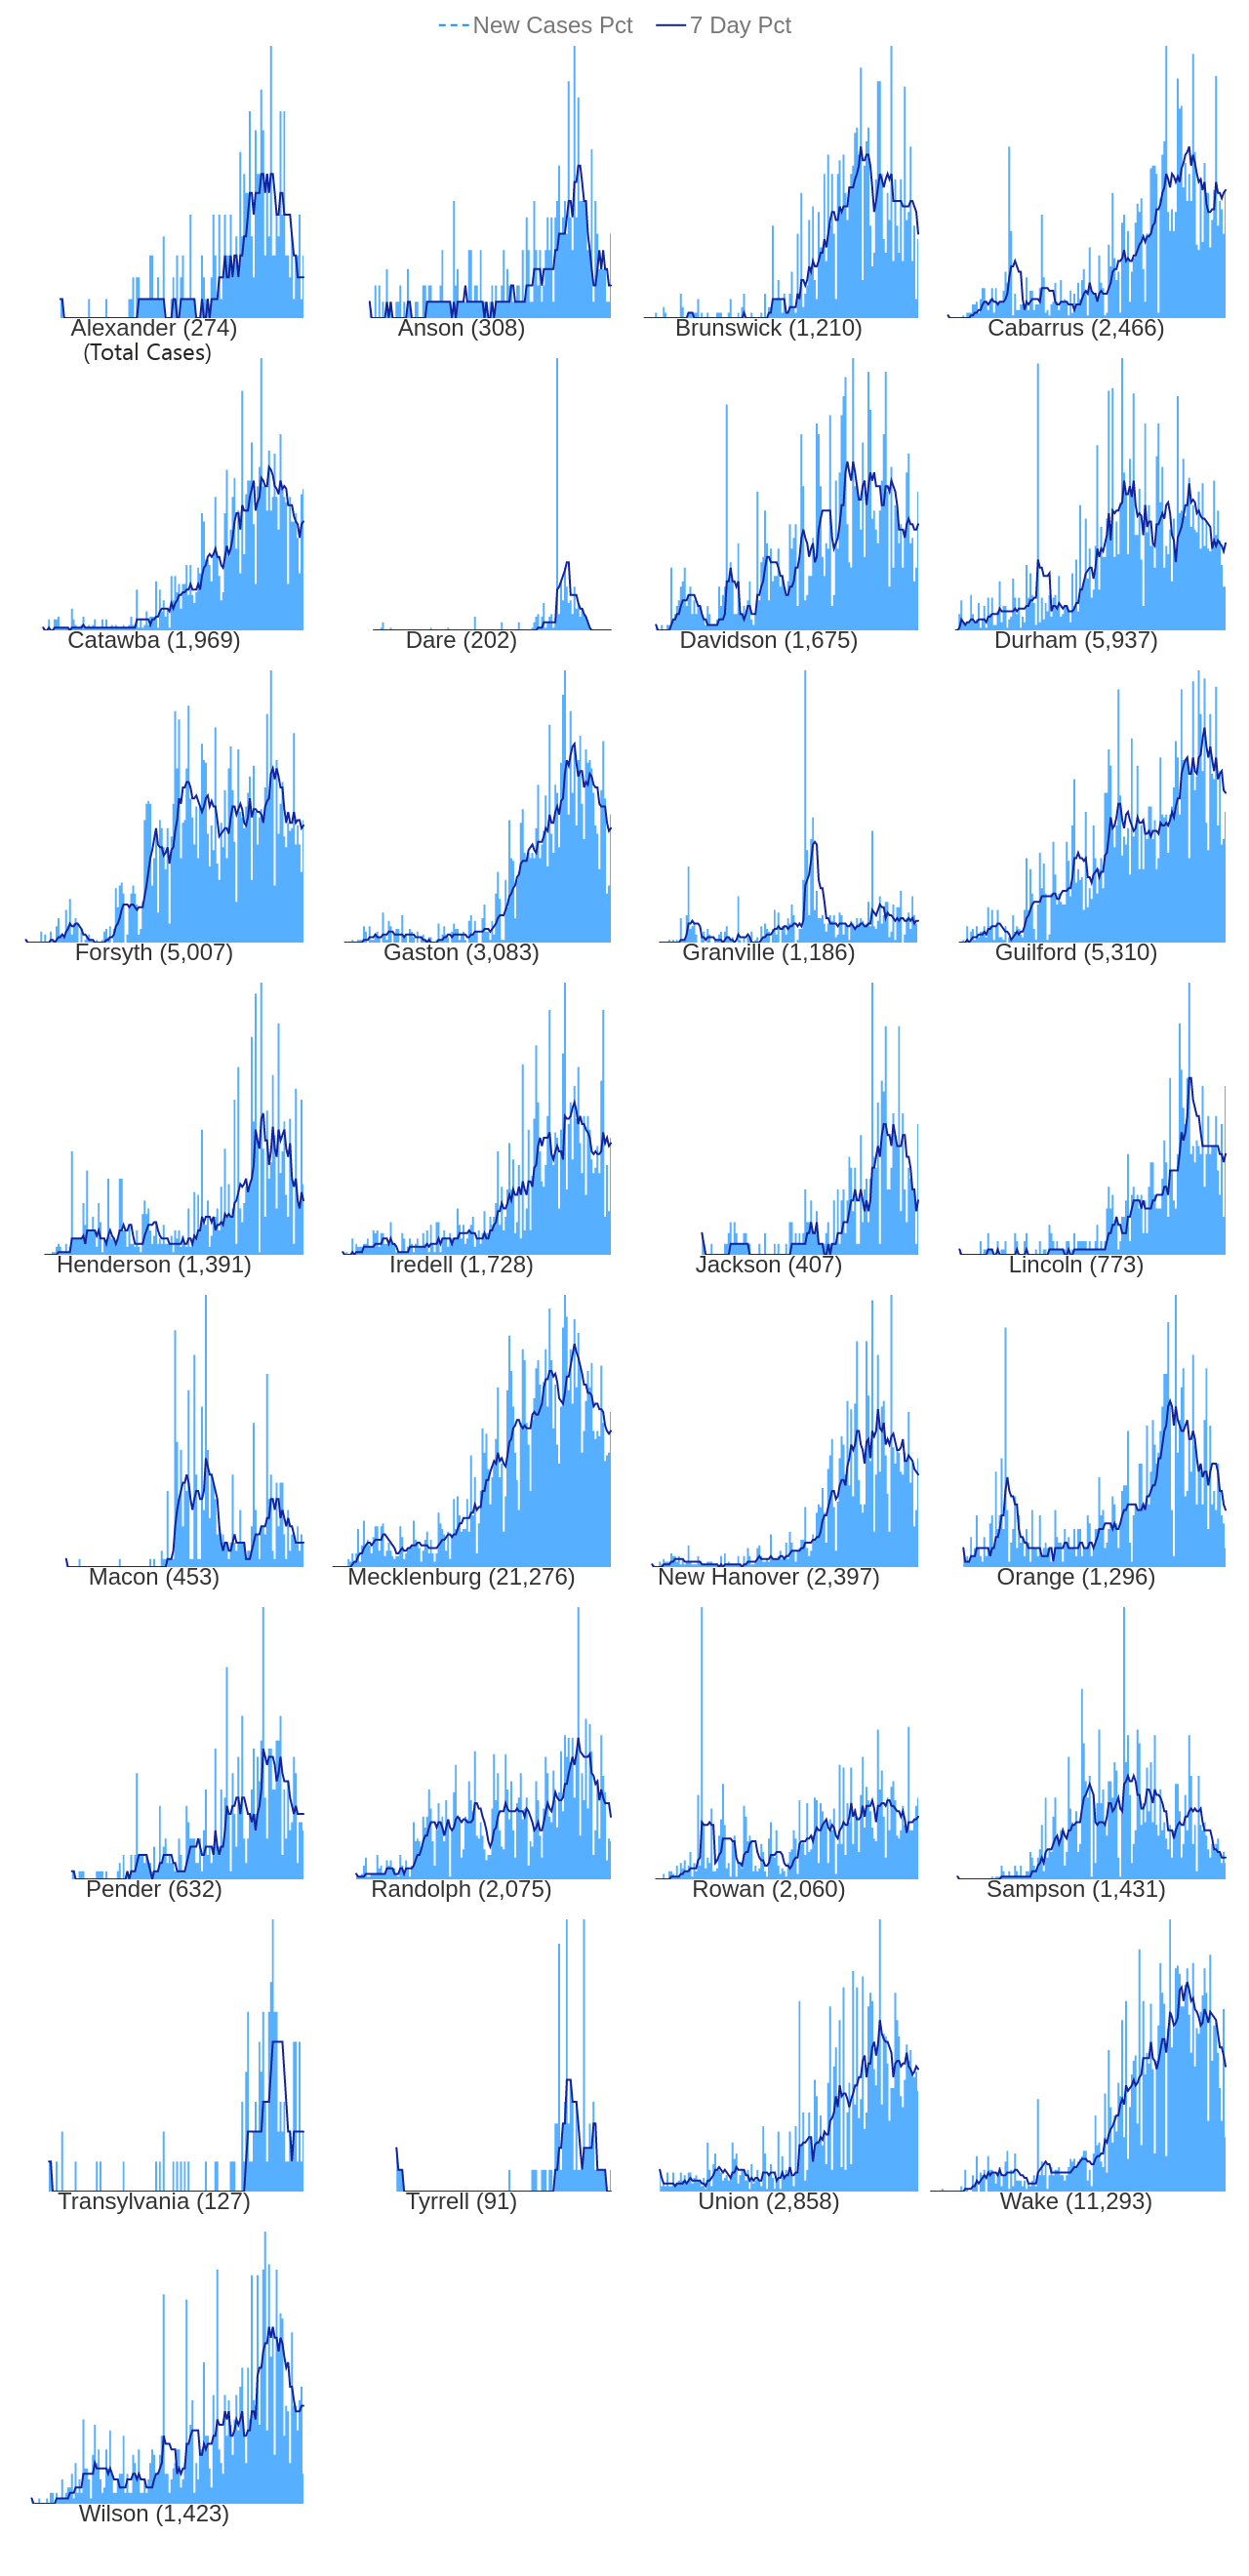 New Cases Pct 7 Day Pct
Alexander (274) Anson (308) Brunswick (1,210) Cabarrus (2,466)
(Total Cases)
Catawba (1,969) Dare (202) Davidson (1,675) Durham (5,937)
Forsyth (5,007) Gaston (3,083) Granville (1,186) Guilford (5,310)
Henderson (1,391) Iredell (1,728) Jackson (407) Lincoln (773)
Macon (453) Mecklenburg (21,276) New Hanover (2,397) Orange (1,296)
Pender (632) Randolph (2,075) Rowan (2,060) Sampson (1,431)
Transylvania (127) Tyrrell (91) Union (2,858) Wake (11,293)
Wilson (1,423)